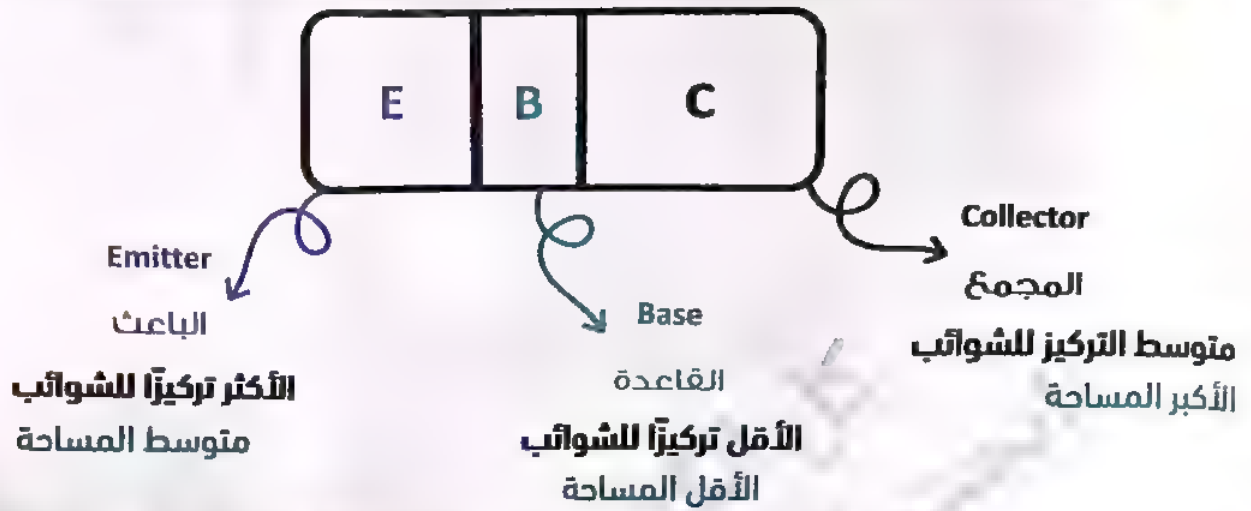 E B C
Emitter
الباعث
الأكثر تركيزًا للشوائب
متوسط المساحة
Base
القاعدة
الأقل تركيزًا للشوائب
الأقل المساحة
Collector
المجمع
متوسط التركيز للشوائب
الأكبر المساحة